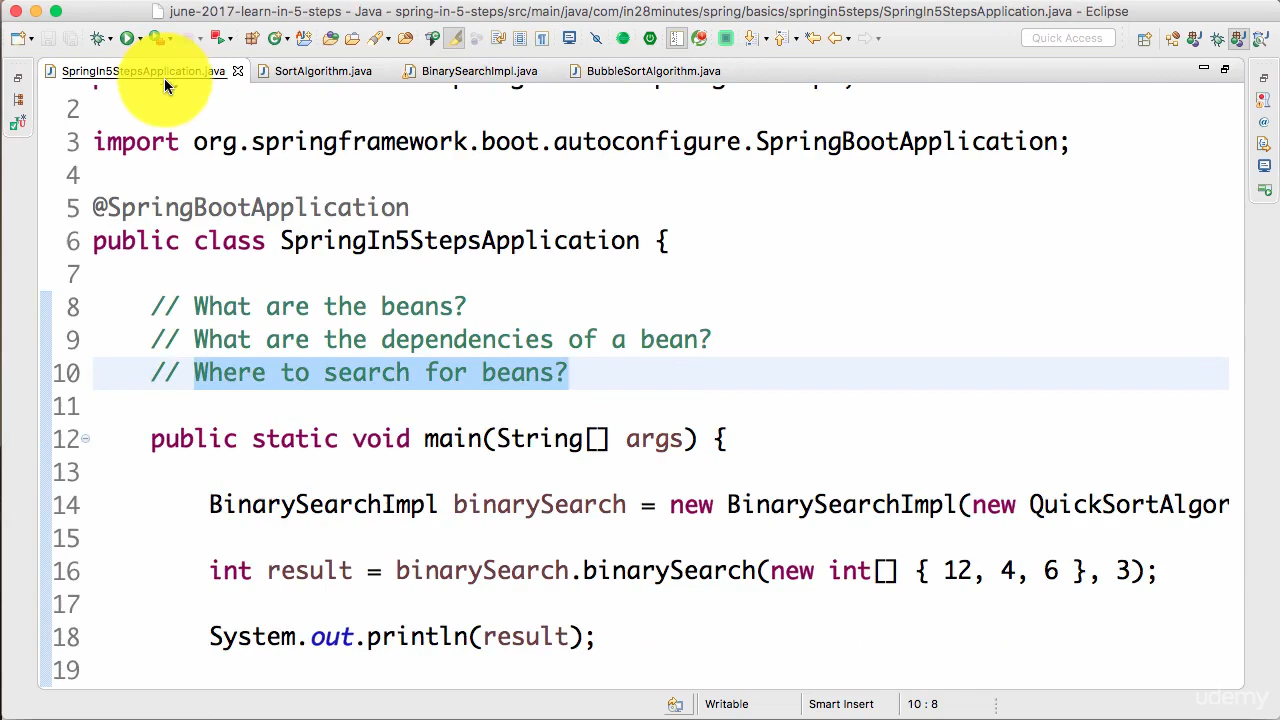 june-2017-learn-in-5-steps - Java - spring-in-5-steps/src/main/java/com/in28minutes/spring/basics/springin5steps/SpringIn5StepsApplication.java - Eclipse
Quick Access
SpringIn5StepsApplication.java SortAlgorithm.java BinarySearchImpl.java BubbleSortAlgorithm.java
2
3 import org.springframework.boot.autoconfigure.SpringBootApplication;
4
5 @SpringBootApplication
6 public class SpringIn5StepsApplication {
7
8 // What are the beans?
9 // What are the dependencies of a bean?
10 // Where to search for beans?
11
12 public static void main(String[] args) {
13
14 BinarySearchImpl binarySearch = new BinarySearchImpl(new QuickSortAlgor
15
16 int result = binarySearch.binarySearch(new int[] { 12, 4, 6 }, 3);
17
18 System.out.println(result);
19
Writable Smart Insert 10 : 8
udemy